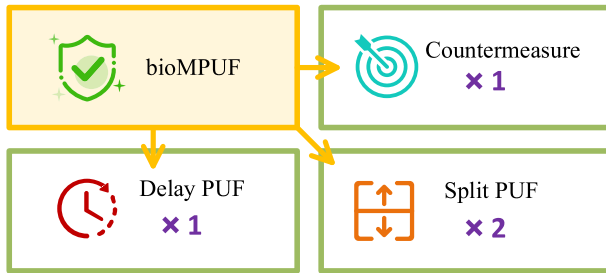 bioMPUF
Countermeasure
× 1
Delay PUF
× 1
Split PUF
× 2